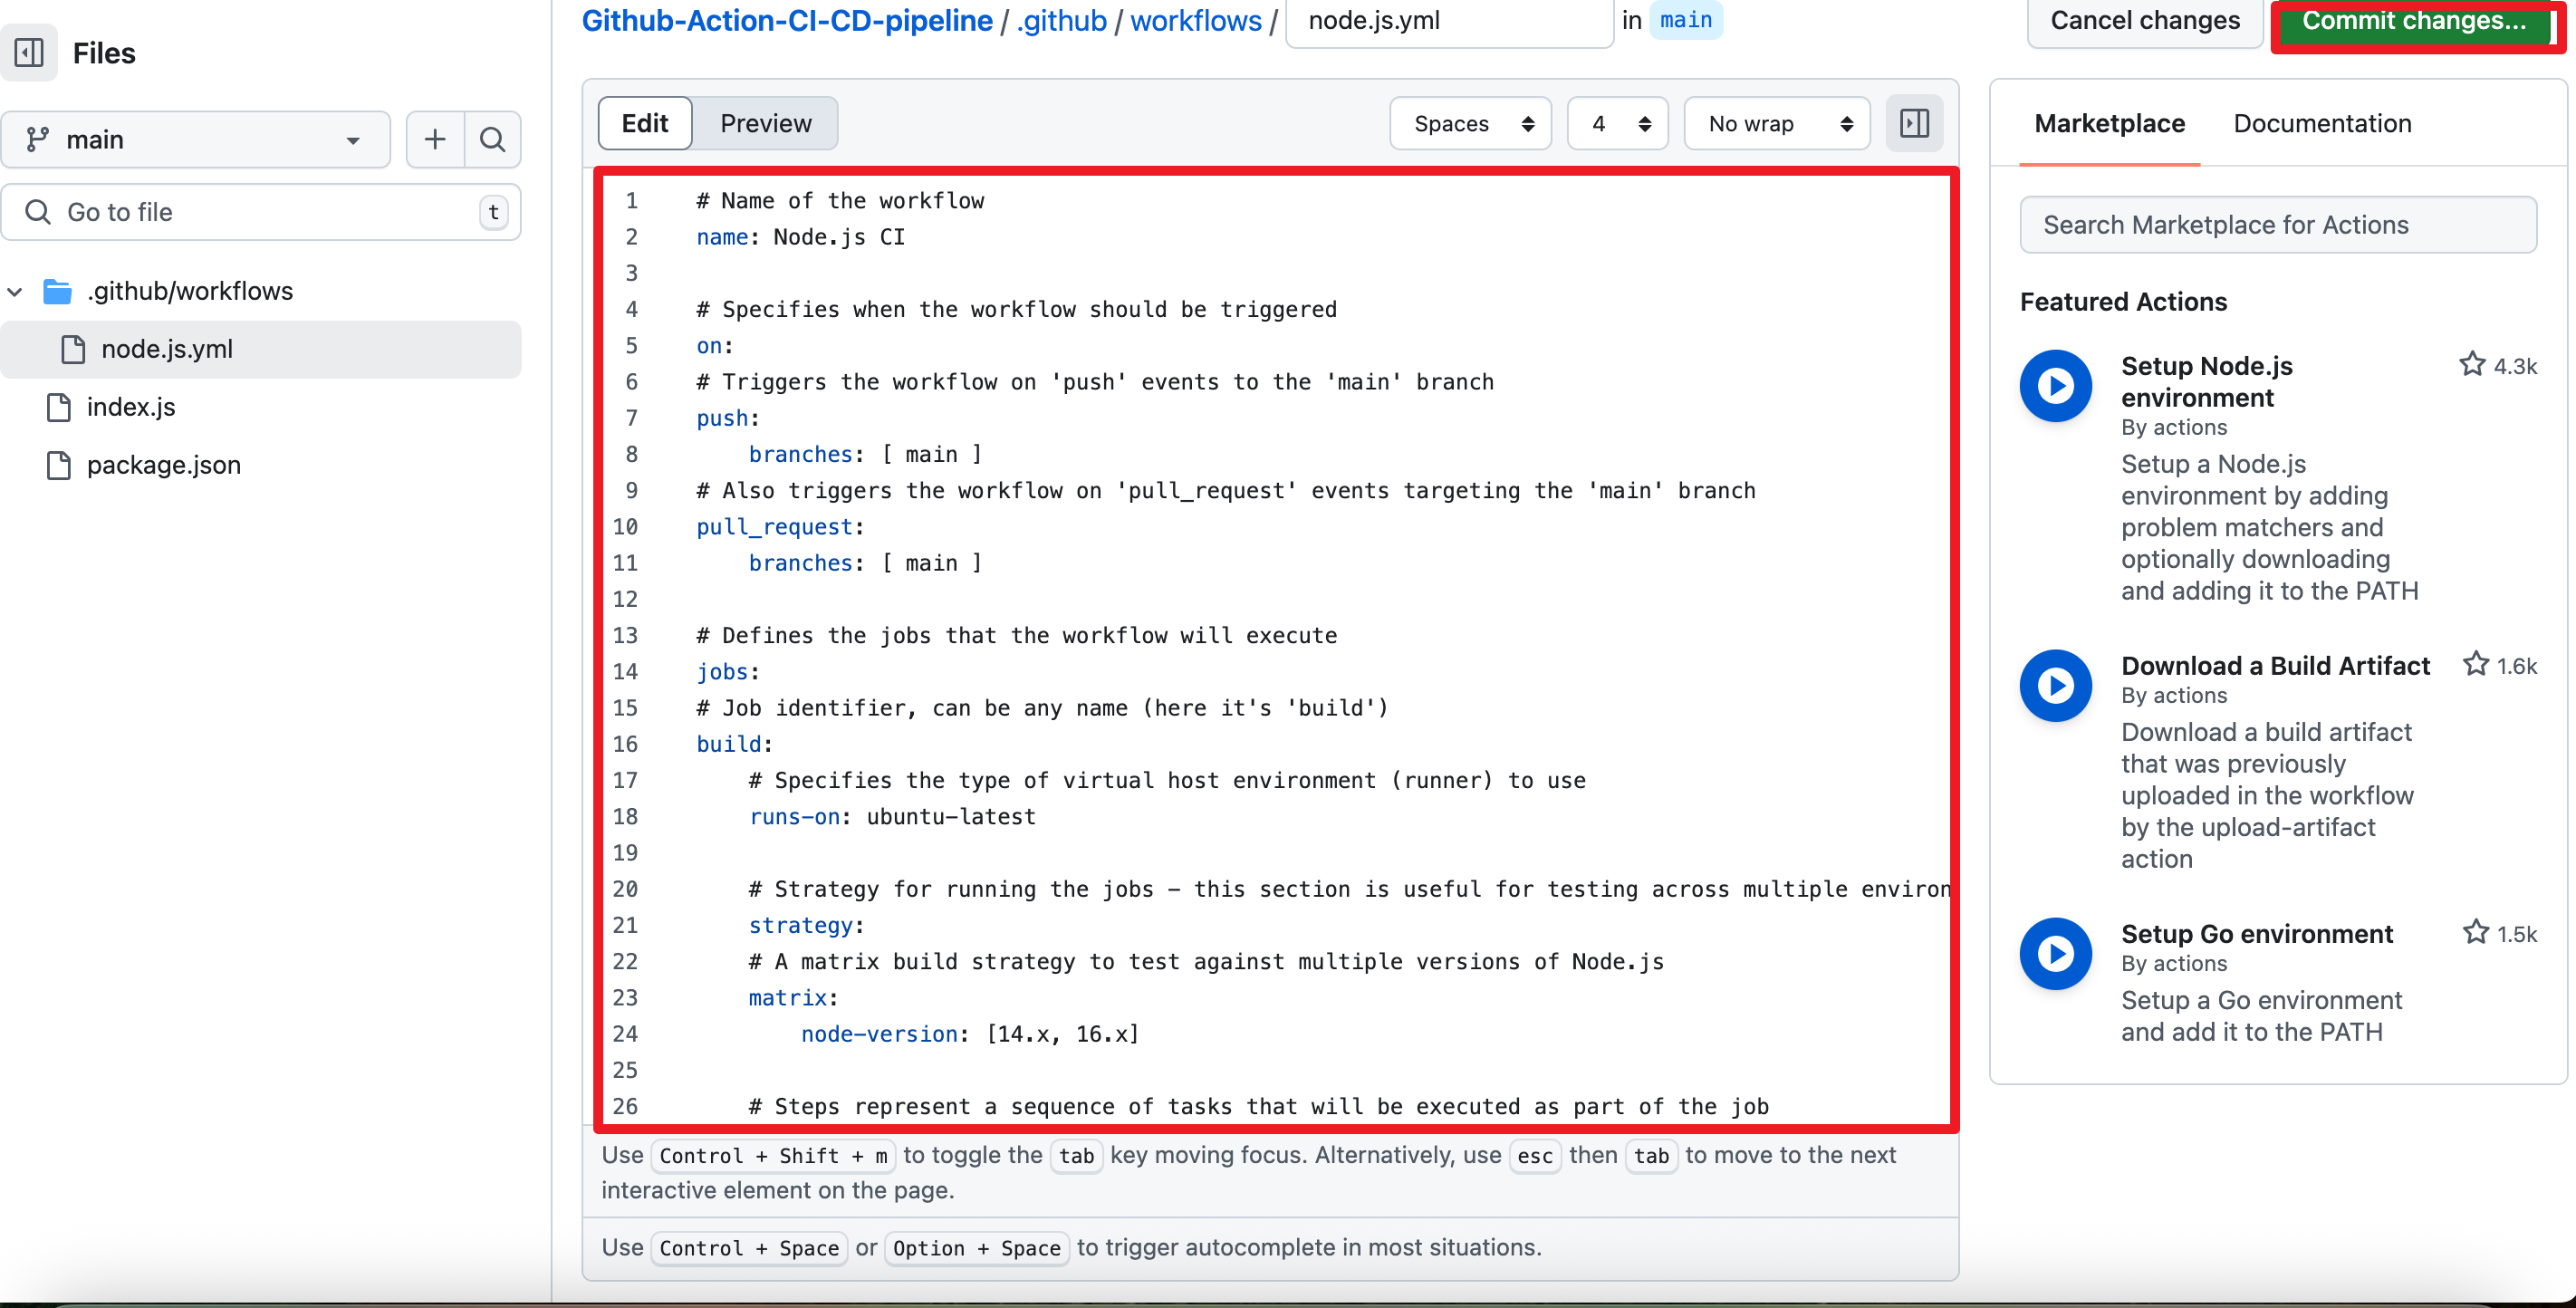 Files
main
Go to file
t
.github/workflows
node.js.yml
index.js
package.json
Github-Action-CI-CD-pipeline / .github / workflows / node.js.yml in main
Cancel changes
Commit changes...
Edit
Preview
Spaces
4
No wrap
1 # Name of the workflow
2 name: Node.js CI
3
4 # Specifies when the workflow should be triggered
5 on:
6 # Triggers the workflow on 'push' events to the 'main' branch
7 push:
8     branches: [ main ]
9 # Also triggers the workflow on 'pull_request' events targeting the 'main' branch
10 pull_request:
11     branches: [ main ]
12
13 # Defines the jobs that the workflow will execute
14 jobs:
15 # Job identifier, can be any name (here it's 'build')
16 build:
17     # Specifies the type of virtual host environment (runner) to use
18     runs-on: ubuntu-latest
19
20     # Strategy for running the jobs - this section is useful for testing across multiple environ
21     strategy:
22     # A matrix build strategy to test against multiple versions of Node.js
23     matrix:
24         node-version: [14.x, 16.x]
25
26     # Steps represent a sequence of tasks that will be executed as part of the job
Use Control + Shift + m to toggle the tab key moving focus. Alternatively, use esc then tab to move to the next
interactive element on the page.
Use Control + Space or Option + Space to trigger autocomplete in most situations.
Marketplace
Documentation
Search Marketplace for Actions
Featured Actions
Setup Node.js
environment
4.3k
By actions
Setup a Node.js
environment by adding
problem matchers and
optionally downloading
and adding it to the PATH
Download a Build Artifact
1.6k
By actions
Download a build artifact
that was previously
uploaded in the workflow
by the upload-artifact
action
Setup Go environment
1.5k
By actions
Setup a Go environment
and add it to the PATH